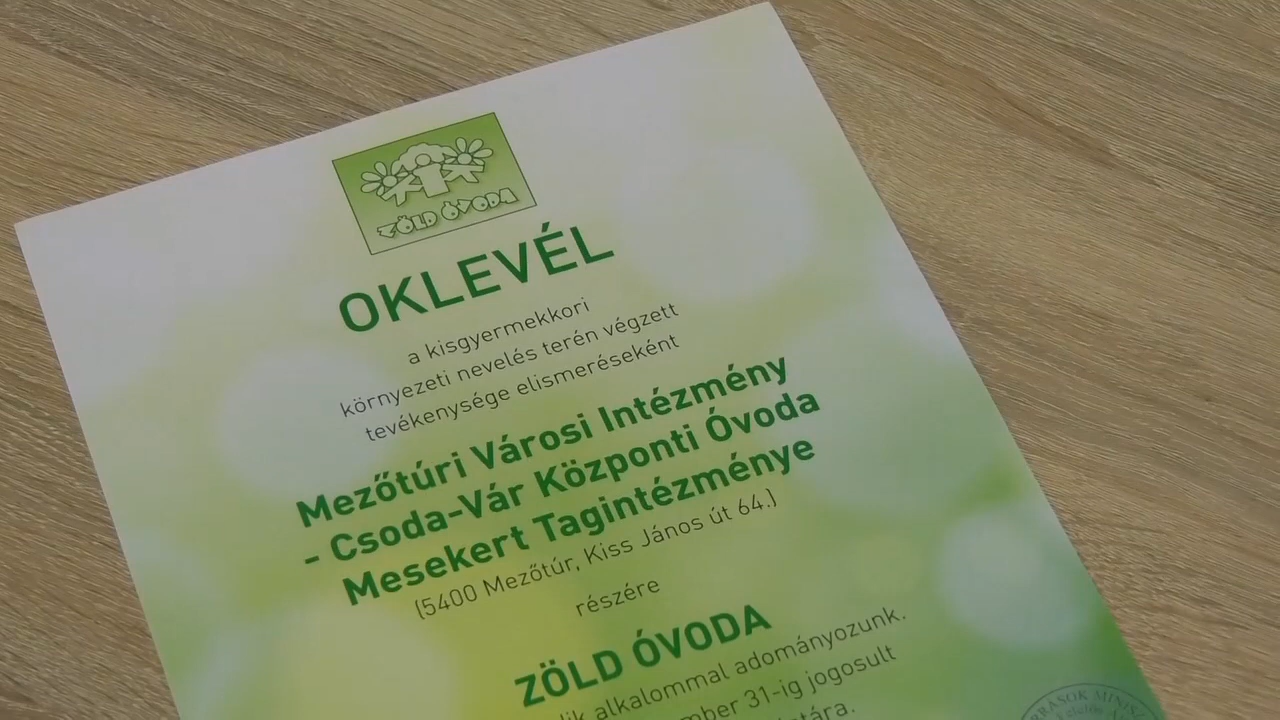 ZÖLD ÓVODA
OKLEVÉL
a kisgyermekkori
környezeti nevelés terén végzett
tevékenysége elismeréseként
Mezőtúri Városi Intézmény
- Csoda-Vár Központi Óvoda
Mesekert Tagintézménye
(5400 Mezőtúr, Kiss János út 64.)
részére
ZÖLD ÓVODA
alkalommal adományozunk.
31-ig jogosult